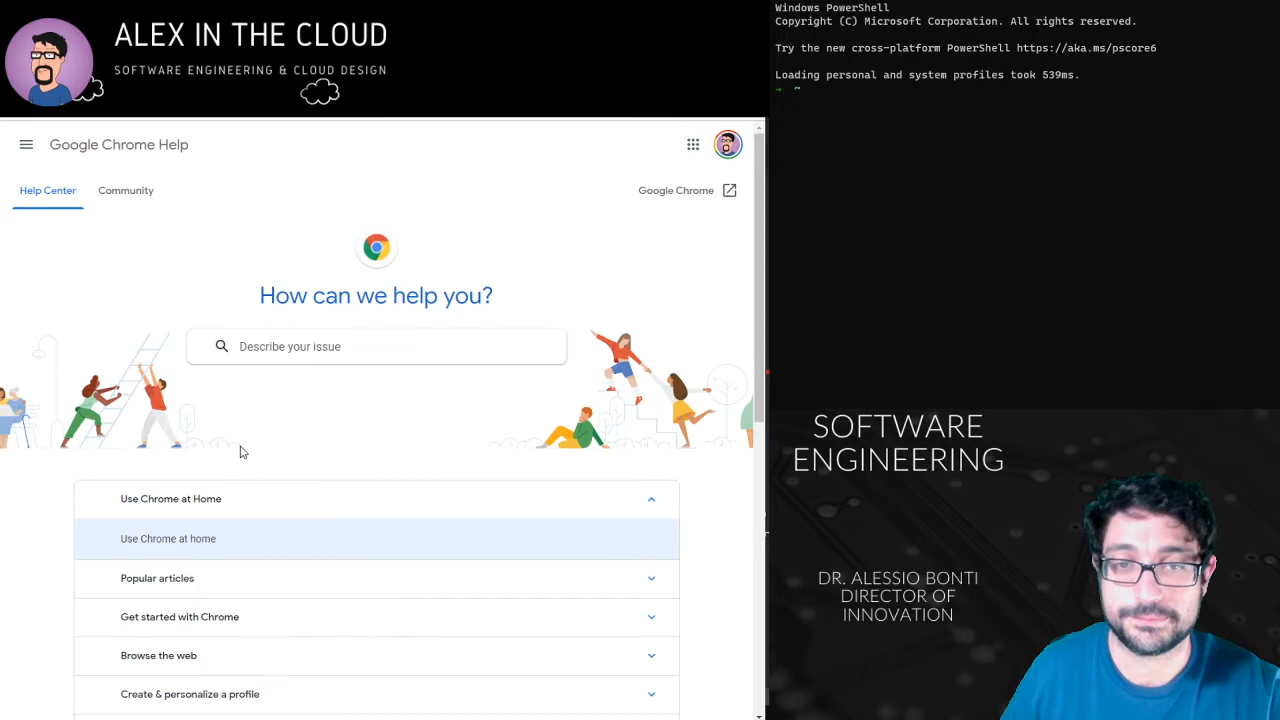 ALEX IN THE CLOUD
SOFTWARE ENGINEERING & CLOUD DESIGN
Google Chrome Help
Help Center
Community
Google Chrome
How can we help you?
Describe your issue
Use Chrome at Home
Use Chrome at home
Popular articles
Get started with Chrome
Browse the web
Create & personalize a profile
Windows PowerShell
Copyright (C) Microsoft Corporation. All rights reserved.
Try the new cross-platform PowerShell https://aka.ms/pscore6
Loading personal and system profiles took 539ms.
→ ~
SOFTWARE
ENGINEERING
DR. ALESSIO BONTI
DIRECTOR OF
INNOVATION